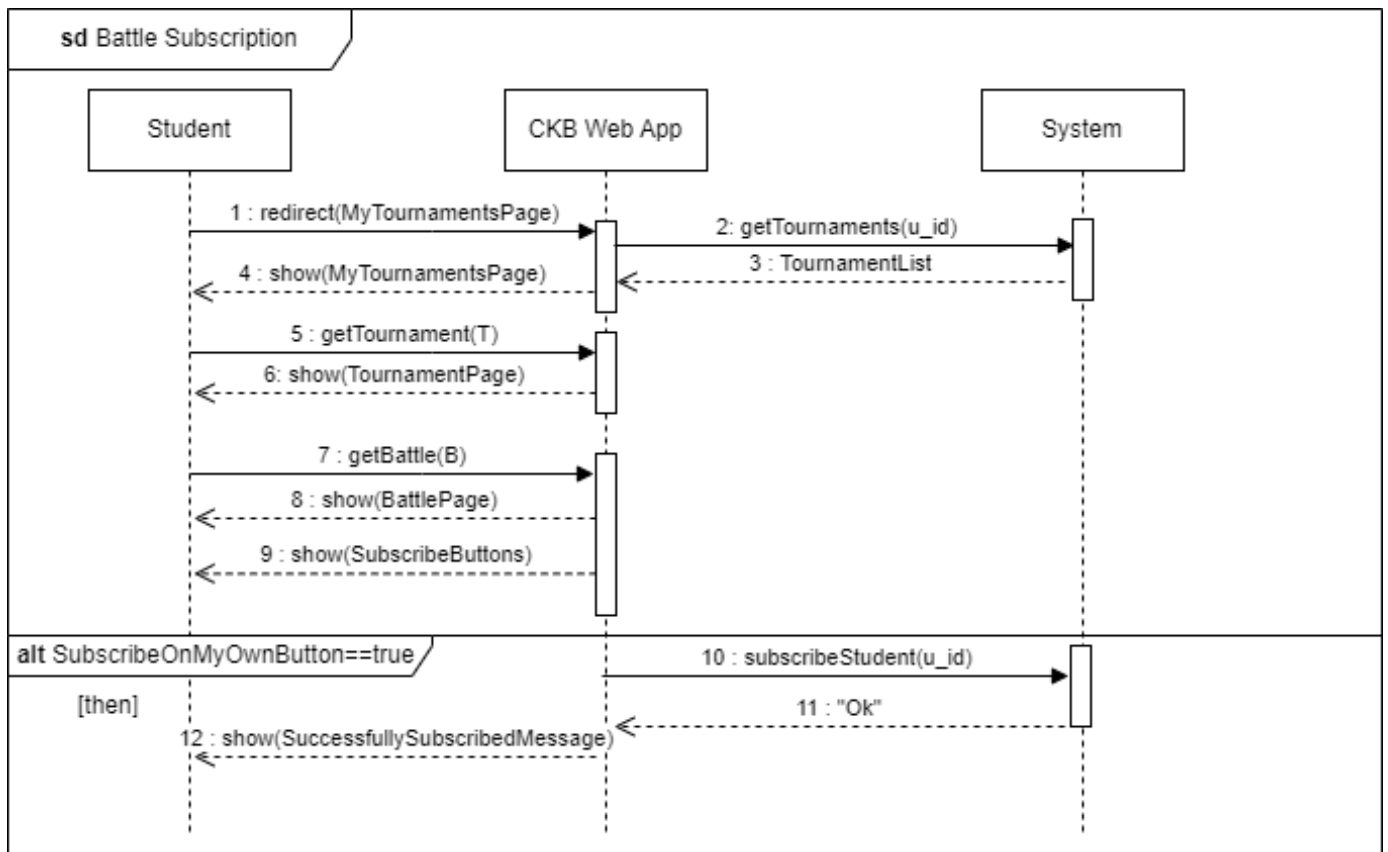 sd Battle Subscription
Student
CKB Web App
System
1 : redirect(MyTournamentsPage)
2: getTournaments(u_id)
3 : TournamentList
4 : show(MyTournamentsPage)
5 : getTournament(T)
6: show(TournamentPage)
7 : getBattle(B)
8 : show(BattlePage)
9 : show(SubscribeButtons)
alt SubscribeOnMyOwnButton==true
10 : subscribeStudent(u_id)
[then]
11 : "Ok"
12 : show(SuccessfullySubscribedMessage)